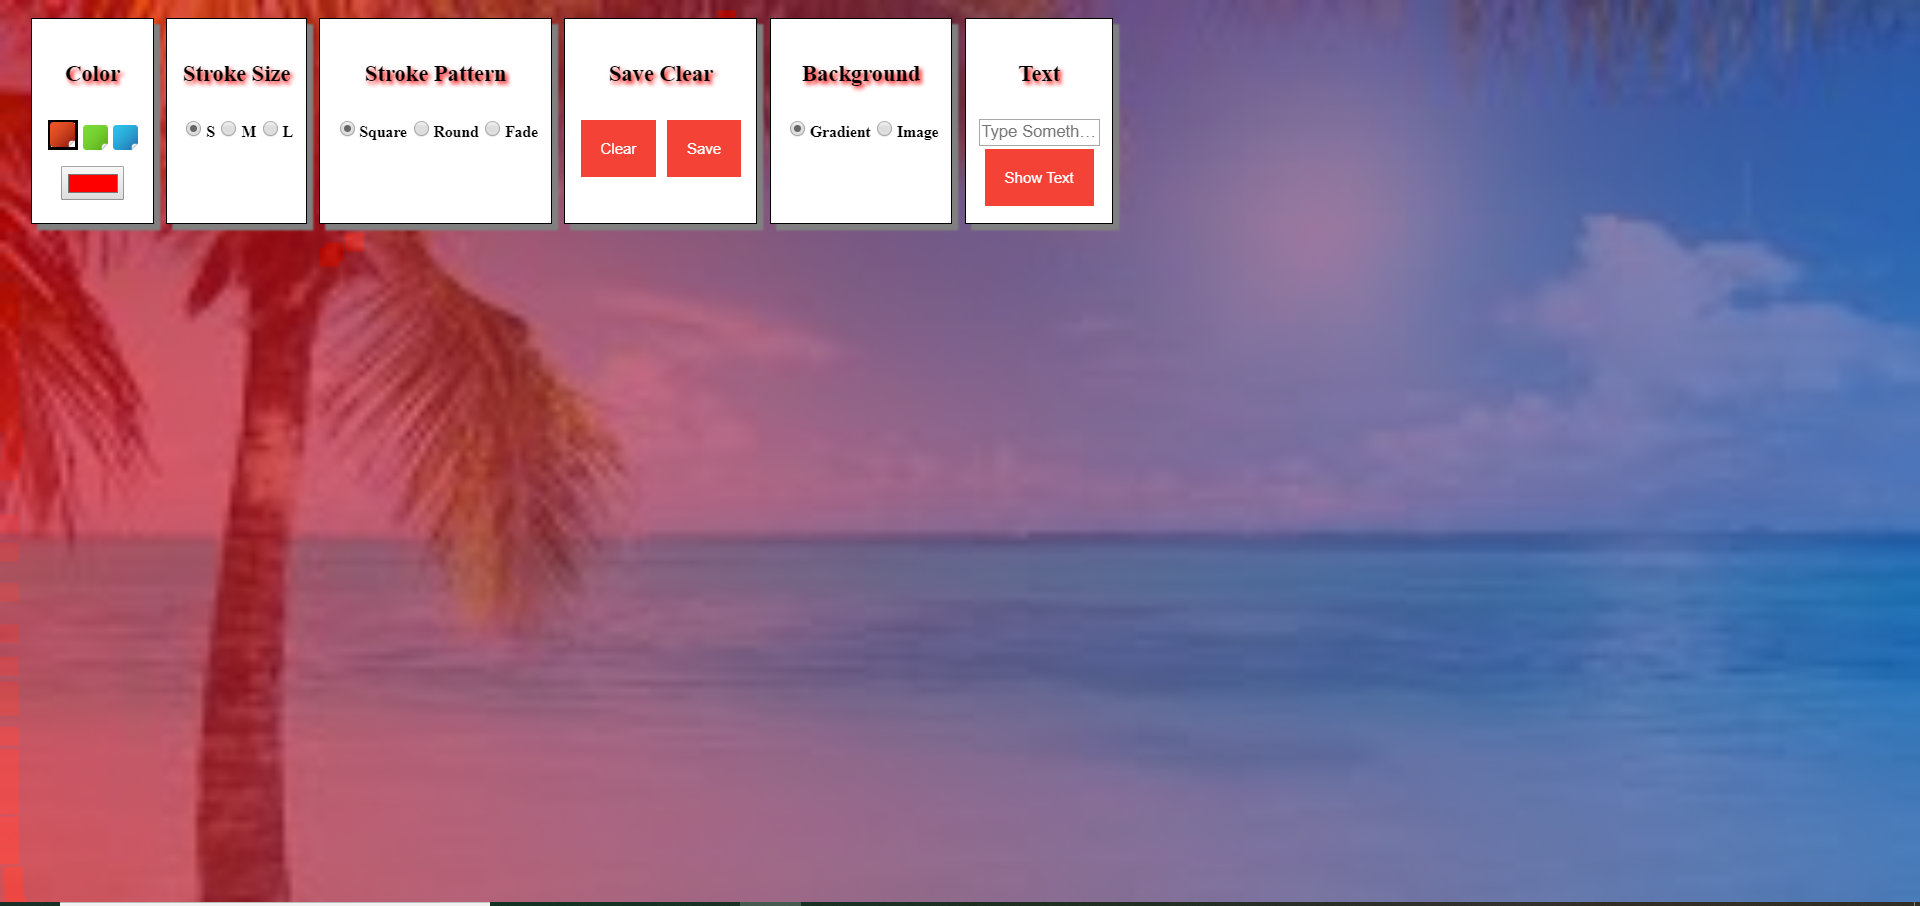 Color
Stroke Size
S M L
Stroke Pattern
Square Round Fade
Save Clear
Clear Save
Background
Gradient Image
Text
Type Someth...
Show Text